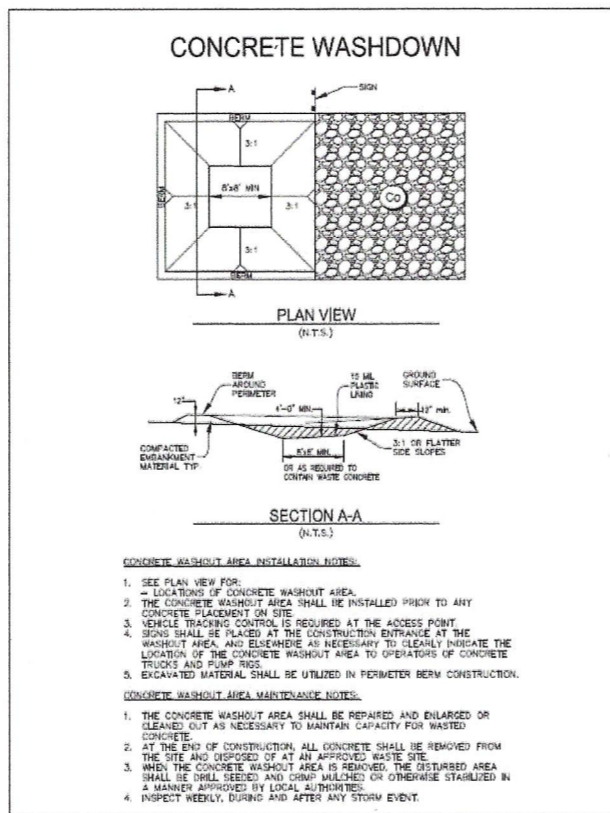 CONCRETE WASHDOWN
A
SIGN
BERM
3:1
8'x8' MIN
Co
BERM
3:1
3:1
3:1
BERM
A
PLAN VIEW
(N.T.S.)
BERM
AROUND
PERIMETER
10 MIL
PLASTIC
LINING
GROUND
SURFACE
12"
4'-0" MIN.
12" min.
COMPACTED
EMBANKMENT
MATERIAL TYP.
8'x8' MIN.
3:1 OR FLATTER
SIDE SLOPES
OR AS REQUIRED TO
CONTAIN WASTE CONCRETE
SECTION A-A
(N.T.S.)
CONCRETE WASHOUT AREA INSTALLATION NOTES:
1. SEE PLAN VIEW FOR:
– LOCATIONS OF CONCRETE WASHOUT AREA.
2. THE CONCRETE WASHOUT AREA SHALL BE INSTALLED PRIOR TO ANY
CONCRETE PLACEMENT ON SITE.
3. VEHICLE TRACKING CONTROL IS REQUIRED AT THE ACCESS POINT
4. SIGNS SHALL BE PLACED AT THE CONSTRUCTION ENTRANCE AT THE
WASHOUT AREA, AND ELSEWHERE AS NECESSARY TO CLEARLY INDICATE THE
LOCATION OF THE CONCRETE WASHOUT AREA TO OPERATORS OF CONCRETE
TRUCKS AND PUMP RIGS.
5. EXCAVATED MATERIAL SHALL BE UTILIZED IN PERIMETER BERM CONSTRUCTION.
CONCRETE WASHOUT AREA MAINTENANCE NOTES:
1. THE CONCRETE WASHOUT AREA SHALL BE REPAIRED AND ENLARGED OR
CLEANED OUT AS NECESSARY TO MAINTAIN CAPACITY FOR WASTED
CONCRETE.
2. AT THE END OF CONSTRUCTION, ALL CONCRETE SHALL BE REMOVED FROM
THE SITE AND DISPOSED OF AT AN APPROVED WASTE SITE.
3. WHEN THE CONCRETE WASHOUT AREA IS REMOVED, THE DISTURBED AREA
SHALL BE DRILL SEEDED AND CRIMP MULCHED OR OTHERWISE STABILIZED IN
A MANNER APPROVED BY LOCAL AUTHORITIES.
4. INSPECT WEEKLY, DURING AND AFTER ANY STORM EVENT.